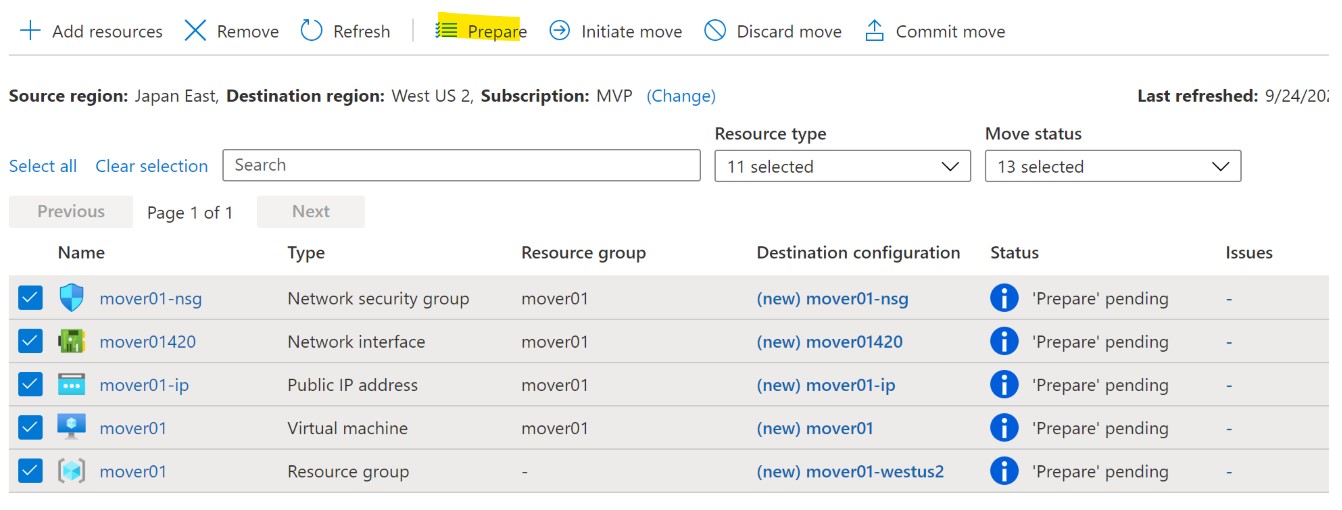 Add resources Remove Refresh Prepare Initiate move Discard move Commit move
Source region: Japan East, Destination region: West US 2, Subscription: MVP (Change) Last refreshed: 9/24/202
Resource type Move status
Select all Clear selection Search 11 selected 13 selected
Previous Page 1 of 1 Next
Name Type Resource group Destination configuration Status Issues
mover01-nsg Network security group mover01 (new) mover01-nsg 'Prepare' pending -
mover01420 Network interface mover01 (new) mover01420 'Prepare' pending -
mover01-ip Public IP address mover01 (new) mover01-ip 'Prepare' pending -
mover01 Virtual machine mover01 (new) mover01 'Prepare' pending -
mover01 Resource group - (new) mover01-westus2 'Prepare' pending -